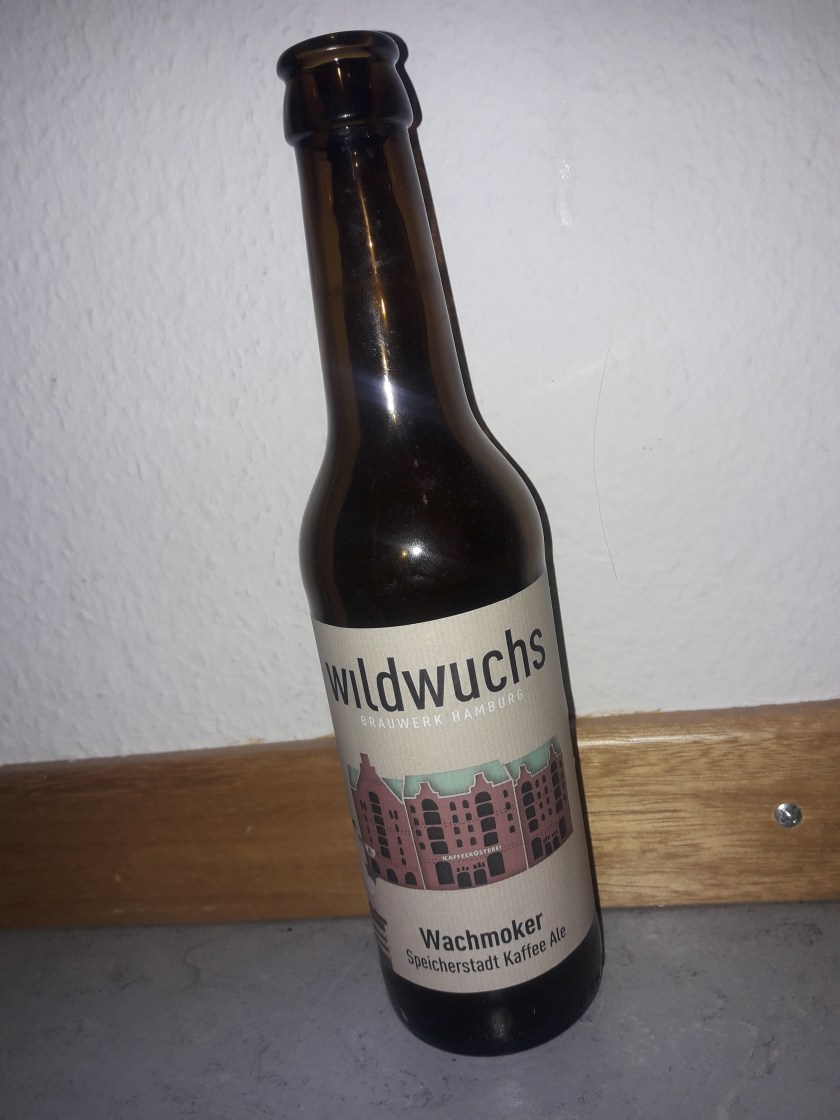 wildwuchs
BRAUWERK HAMBURG
KAFFEERÖSTEREI
Wachmoker
Speicherstadt Kaffee Ale